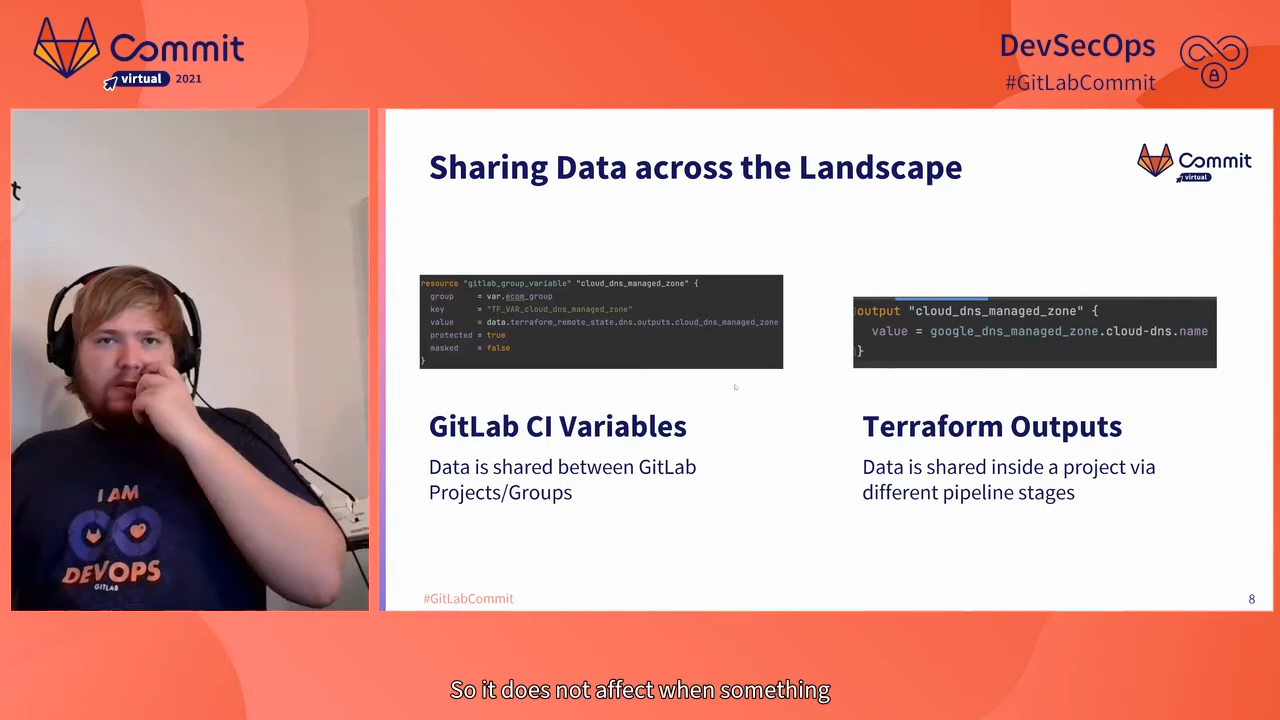 Commit
virtual 2021
DevSecOps
#GitLabCommit
t
I AM
DEVOPS
GITLAB
Sharing Data across the Landscape
Commit
virtual
resource "gitlab_group_variable" "cloud_dns_managed_zone" {
group = var.ecom_group
key = "TF_VAR_cloud_dns_managed_zone"
value = data.terraform_remote_state.dns.outputs.cloud_dns_managed_zone
protected = true
masked = false
}
output "cloud_dns_managed_zone" {
value = google_dns_managed_zone.cloud-dns.name
}
GitLab CI Variables
Data is shared between GitLab
Projects/Groups
Terraform Outputs
Data is shared inside a project via
different pipeline stages
#GitLabCommit
8
So it does not affect when something